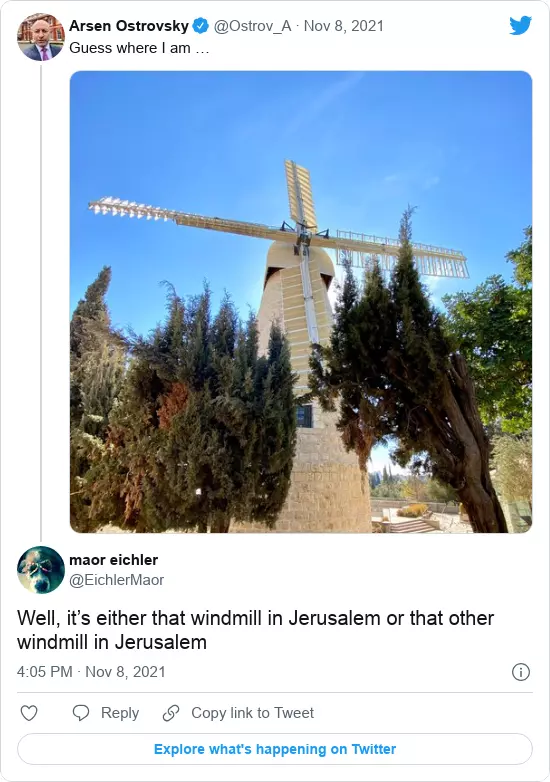 Arsen Ostrovsky @Ostrov_A · Nov 8, 2021
Guess where I am …
maor eichler
@EichlerMaor
Well, it’s either that windmill in Jerusalem or that other
windmill in Jerusalem
4:05 PM · Nov 8, 2021
Reply Copy link to Tweet
Explore what's happening on Twitter